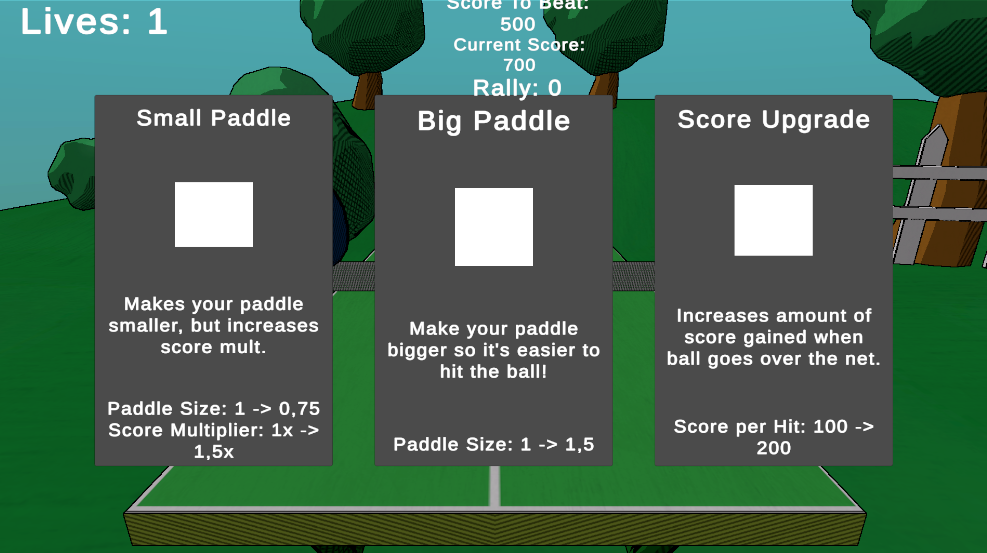 Lives: 1
Score To Beat:
500
Current Score:
700
Rally: 0
Small Paddle
Makes your paddle
smaller, but increases
score mult.
Paddle Size: 1 -> 0,75
Score Multiplier: 1x ->
1,5x
Big Paddle
Make your paddle
bigger so it's easier to
hit the ball!
Paddle Size: 1 -> 1,5
Score Upgrade
Increases amount of
score gained when
ball goes over the net.
Score per Hit: 100 ->
200